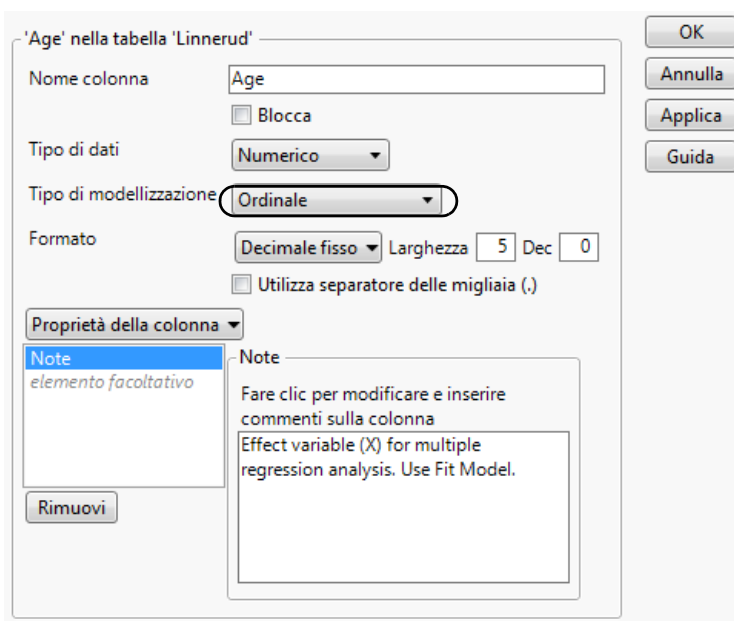 'Age' nella tabella 'Linnerud'
OK
Nome colonna Age
Annulla
Blocca
Applica
Tipo di dati Numerico
Guida
Tipo di modellizzazione Ordinale
Formato Decimale fisso Larghezza 5 Dec 0
Utilizza separatore delle migliaia (.)
Proprietà della colonna
Note
elemento facoltativo
Rimuovi
Note
Fare clic per modificare e inserire
commenti sulla colonna
Effect variable (X) for multiple
regression analysis. Use Fit Model.